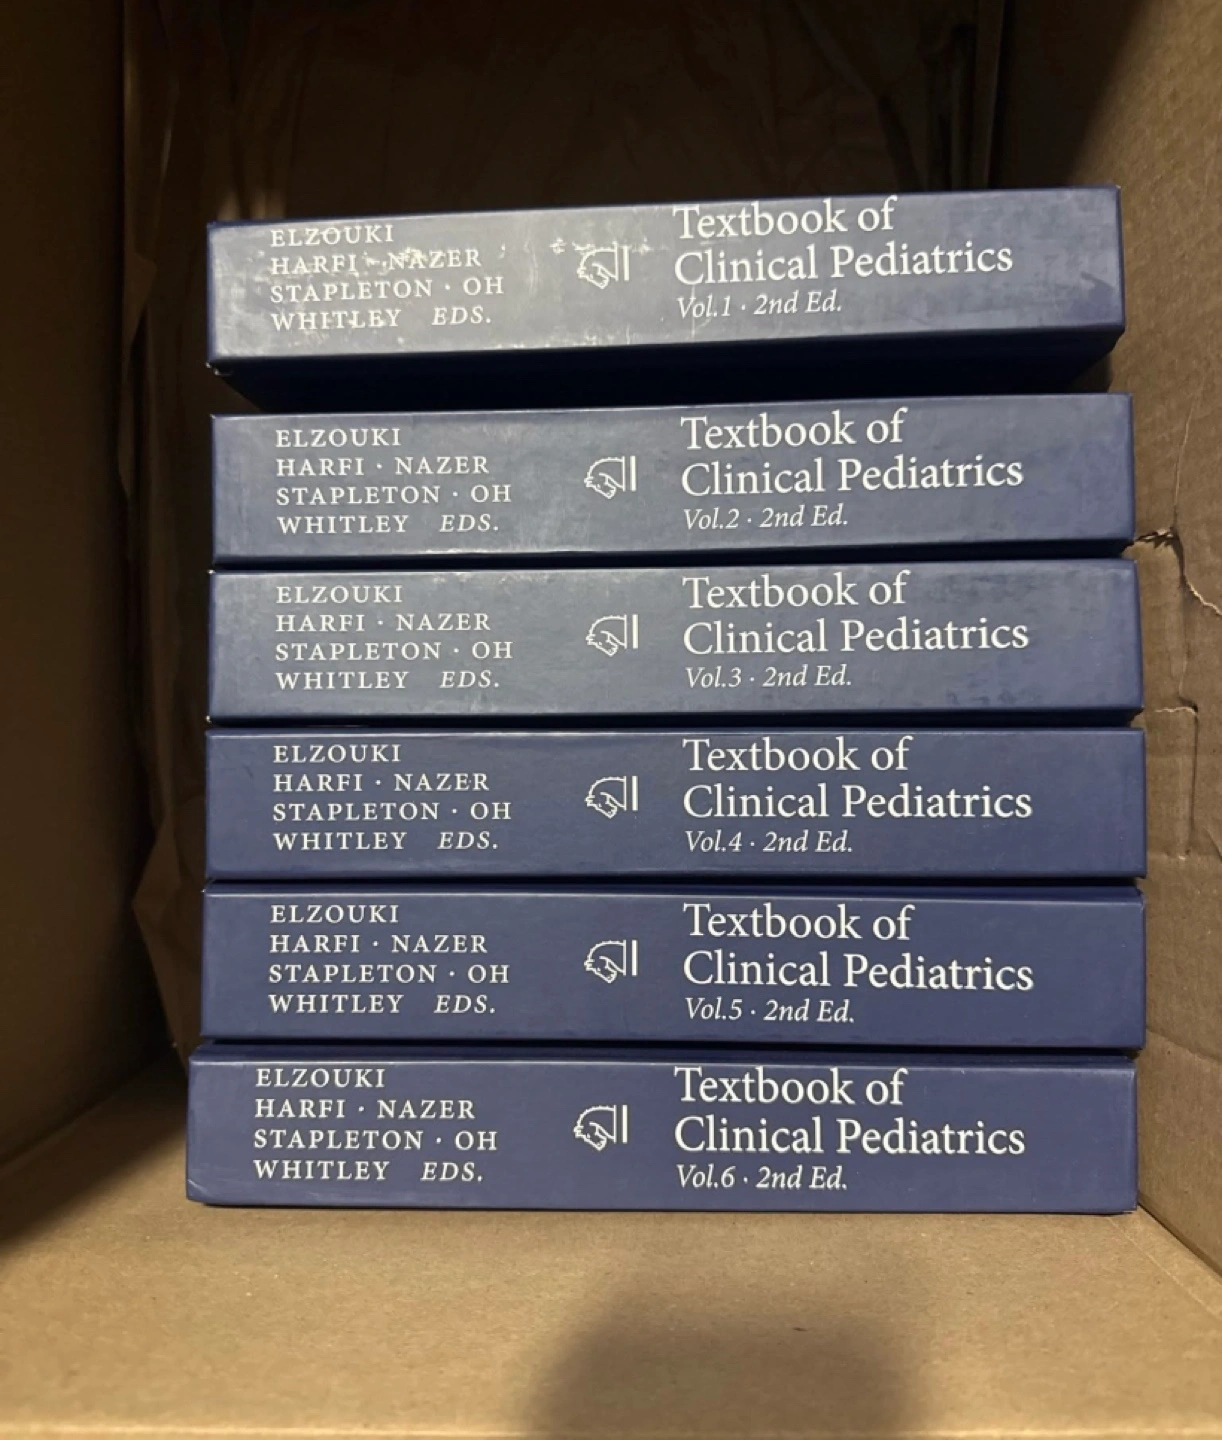 ELZOUKI
HARFI · NAZER
STAPLETON · OH
WHITLEY EDS.
Textbook of
Clinical Pediatrics
Vol.1 · 2nd Ed.
ELZOUKI
HARFI · NAZER
STAPLETON · OH
WHITLEY EDS.
Textbook of
Clinical Pediatrics
Vol.2 · 2nd Ed.
ELZOUKI
HARFI · NAZER
STAPLETON · OH
WHITLEY EDS.
Textbook of
Clinical Pediatrics
Vol.3 · 2nd Ed.
ELZOUKI
HARFI · NAZER
STAPLETON · OH
WHITLEY EDS.
Textbook of
Clinical Pediatrics
Vol.4 · 2nd Ed.
ELZOUKI
HARFI · NAZER
STAPLETON · OH
WHITLEY EDS.
Textbook of
Clinical Pediatrics
Vol.5 · 2nd Ed.
ELZOUKI
HARFI · NAZER
STAPLETON · OH
WHITLEY EDS.
Textbook of
Clinical Pediatrics
Vol.6 · 2nd Ed.